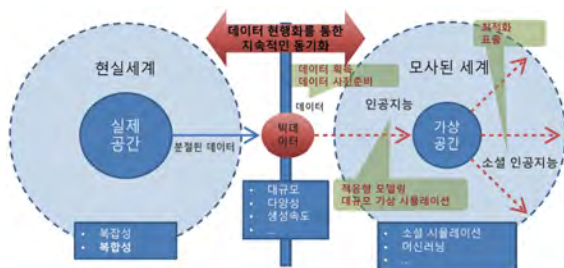 데이터 현행화를 통한
지속적인 동기화
현실세계
실제
공간
분절된 데이터
복잡성
복합성
데이터 획득
데이터 사전준비
데이터
빅데
이터
대규모
다양성
생성속도
...
모사된 세계
최적화
표출
인공지능
가상
공간
소셜 인공지능
적응형 모델링
대규모 가상 시뮬레이션
소셜 시뮬레이션
머신러닝
...